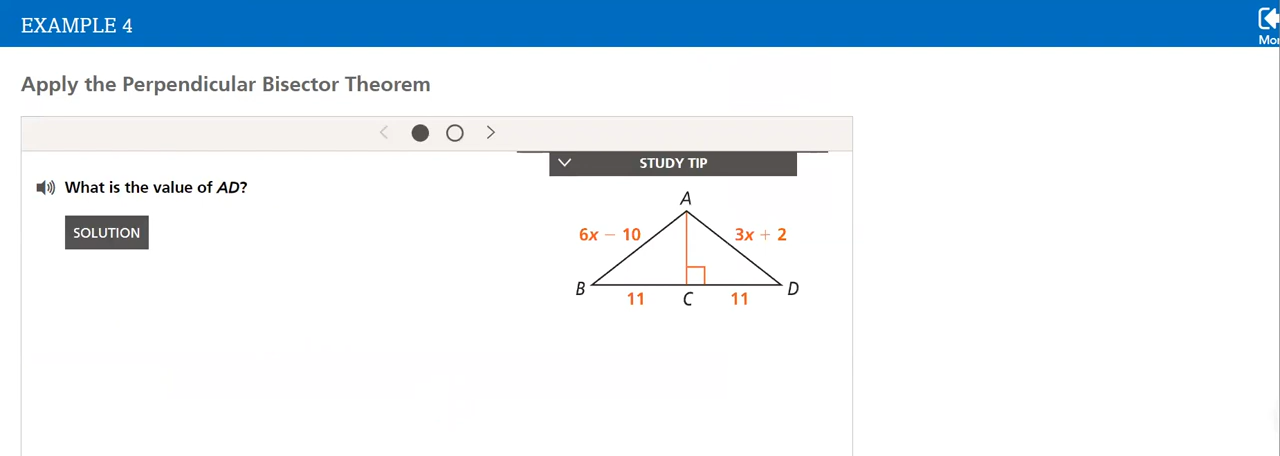 EXAMPLE 4
Apply the Perpendicular Bisector Theorem
STUDY TIP
What is the value of AD?
SOLUTION
A
6x − 10
3x + 2
B
11
C
11
D